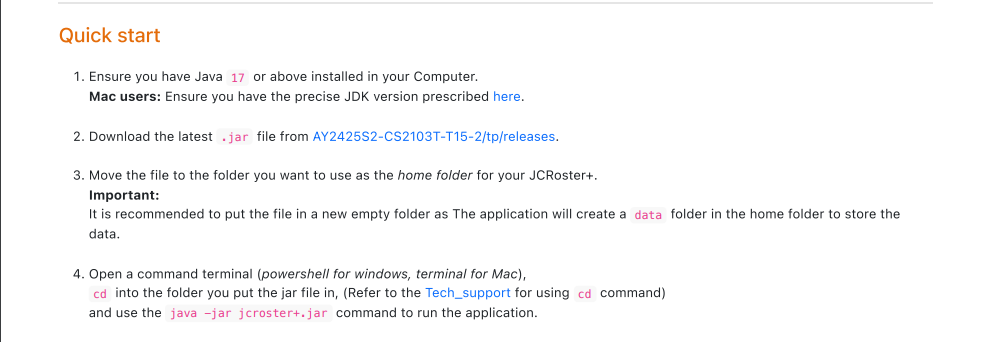 Quick start
1. Ensure you have Java 17 or above installed in your Computer.
Mac users: Ensure you have the precise JDK version prescribed here.
2. Download the latest .jar file from AY2425S2-CS2103T-T15-2/tp/releases.
3. Move the file to the folder you want to use as the home folder for your JCRoster+.
Important:
It is recommended to put the file in a new empty folder as The application will create a data folder in the home folder to store the
data.
4. Open a command terminal (powershell for windows, terminal for Mac),
cd into the folder you put the jar file in, (Refer to the Tech_support for using cd command)
and use the java -jar jcroster+.jar command to run the application.